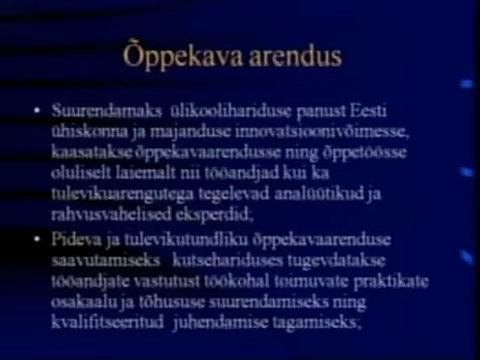 Õppekava arendus
• Suurendamaks ülikoolihariduse panust Eesti
ühiskonna ja majanduse innovatsioonivõimesse,
kaasatakse õppekavaarendusse ning õppetöösse
oluliselt laiemalt nii tööandjad kui ka
tulevikuarengutega tegelevad analüütikud ja
rahvusvahelised eksperdid;
• Pideva ja tulevikutundliku õppekavaarenduse
saavutamiseks kutsehariduses tugevdatakse
tööandjate vastutust töökohal toimuvate praktikate
osakaalu ja tõhususe suurendamiseks ning
kvalifitseeritud juhendamise tagamiseks;